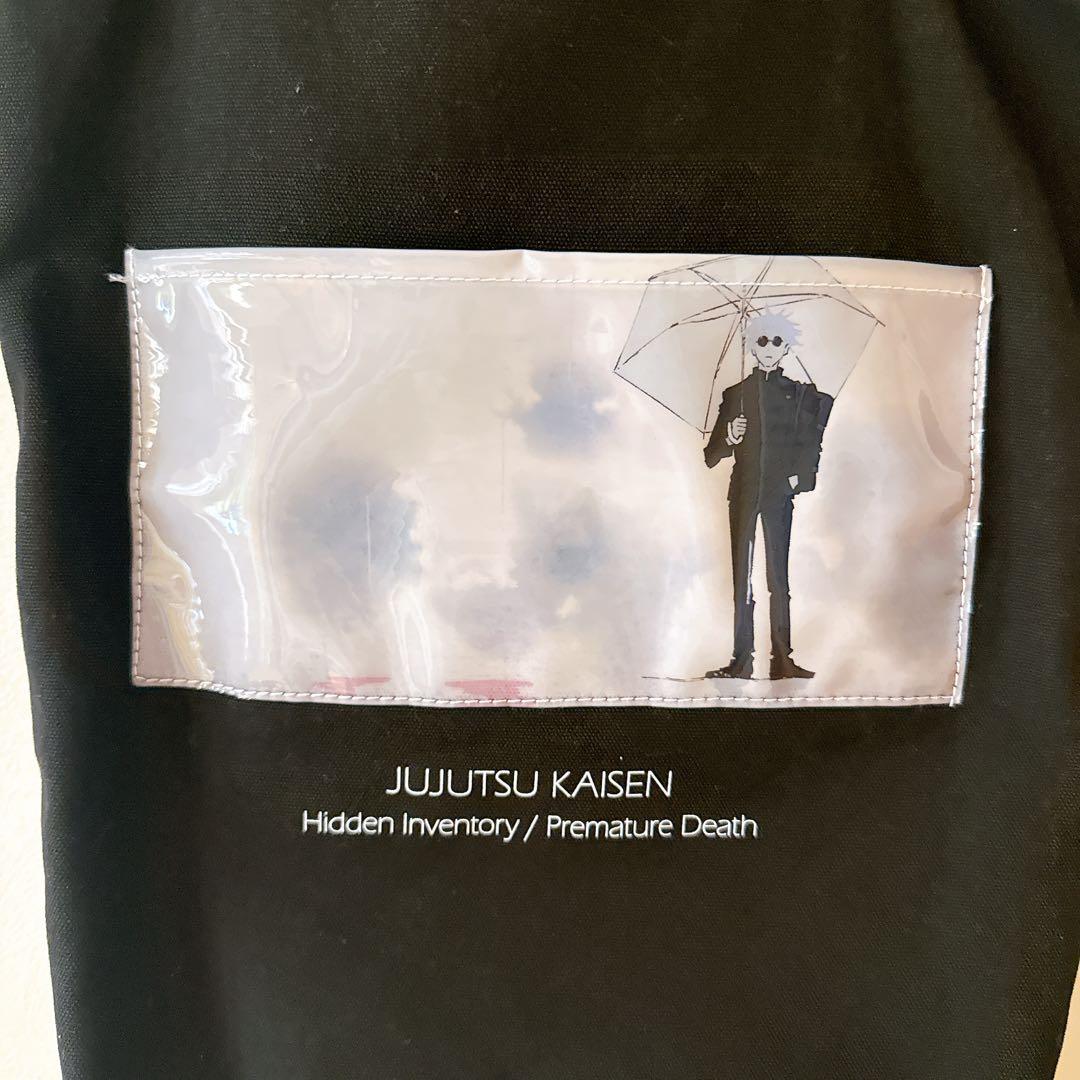 JUJUTSU KAISEN
Hidden Inventory / Premature Death